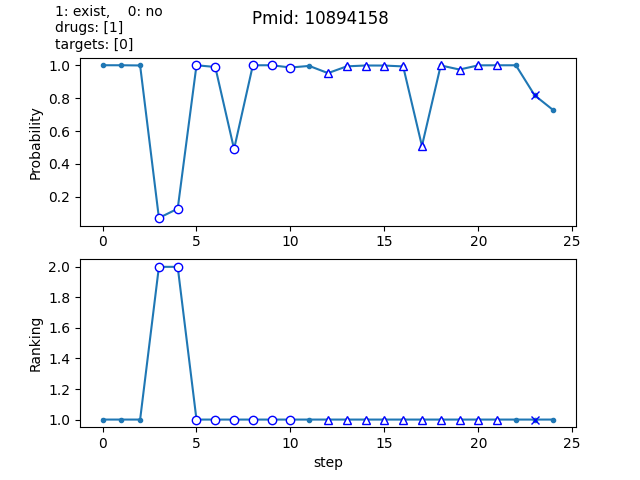 1: exist,    0: no
drugs: [1]
targets: [0]
Pmid: 10894158
Probability
1.0
0.8
0.6
0.4
0.2
0 5 10 15 20 25
Ranking
2.0
1.8
1.6
1.4
1.2
1.0
0 5 10 15 20 25
step